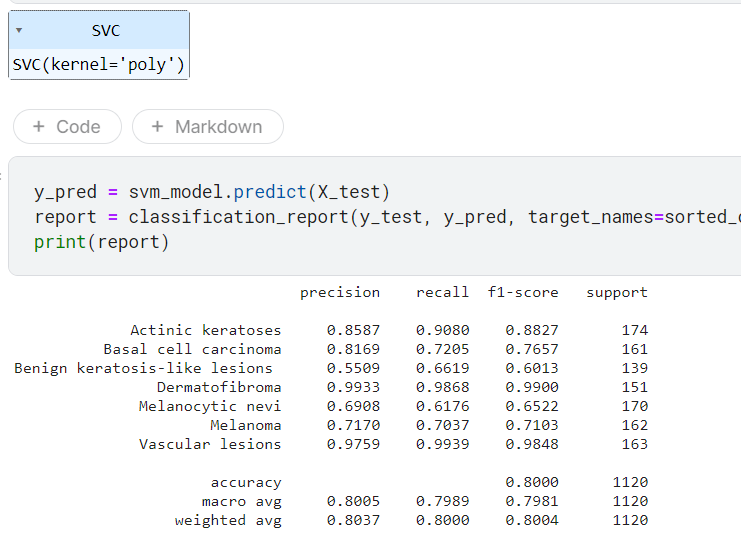 ▾ SVC
SVC(kernel='poly')
+ Code + Markdown
y_pred = svm_model.predict(X_test)
report = classification_report(y_test, y_pred, target_names=sorted_
print(report)
precision recall f1-score support
Actinic keratoses 0.8587 0.9080 0.8827 174
Basal cell carcinoma 0.8169 0.7205 0.7657 161
Benign keratosis-like lesions 0.5509 0.6619 0.6013 139
Dermatofibroma 0.9933 0.9868 0.9900 151
Melanocytic nevi 0.6908 0.6176 0.6522 170
Melanoma 0.7170 0.7037 0.7103 162
Vascular lesions 0.9759 0.9939 0.9848 163
accuracy 0.8000 1120
macro avg 0.8005 0.7989 0.7981 1120
weighted avg 0.8037 0.8000 0.8004 1120